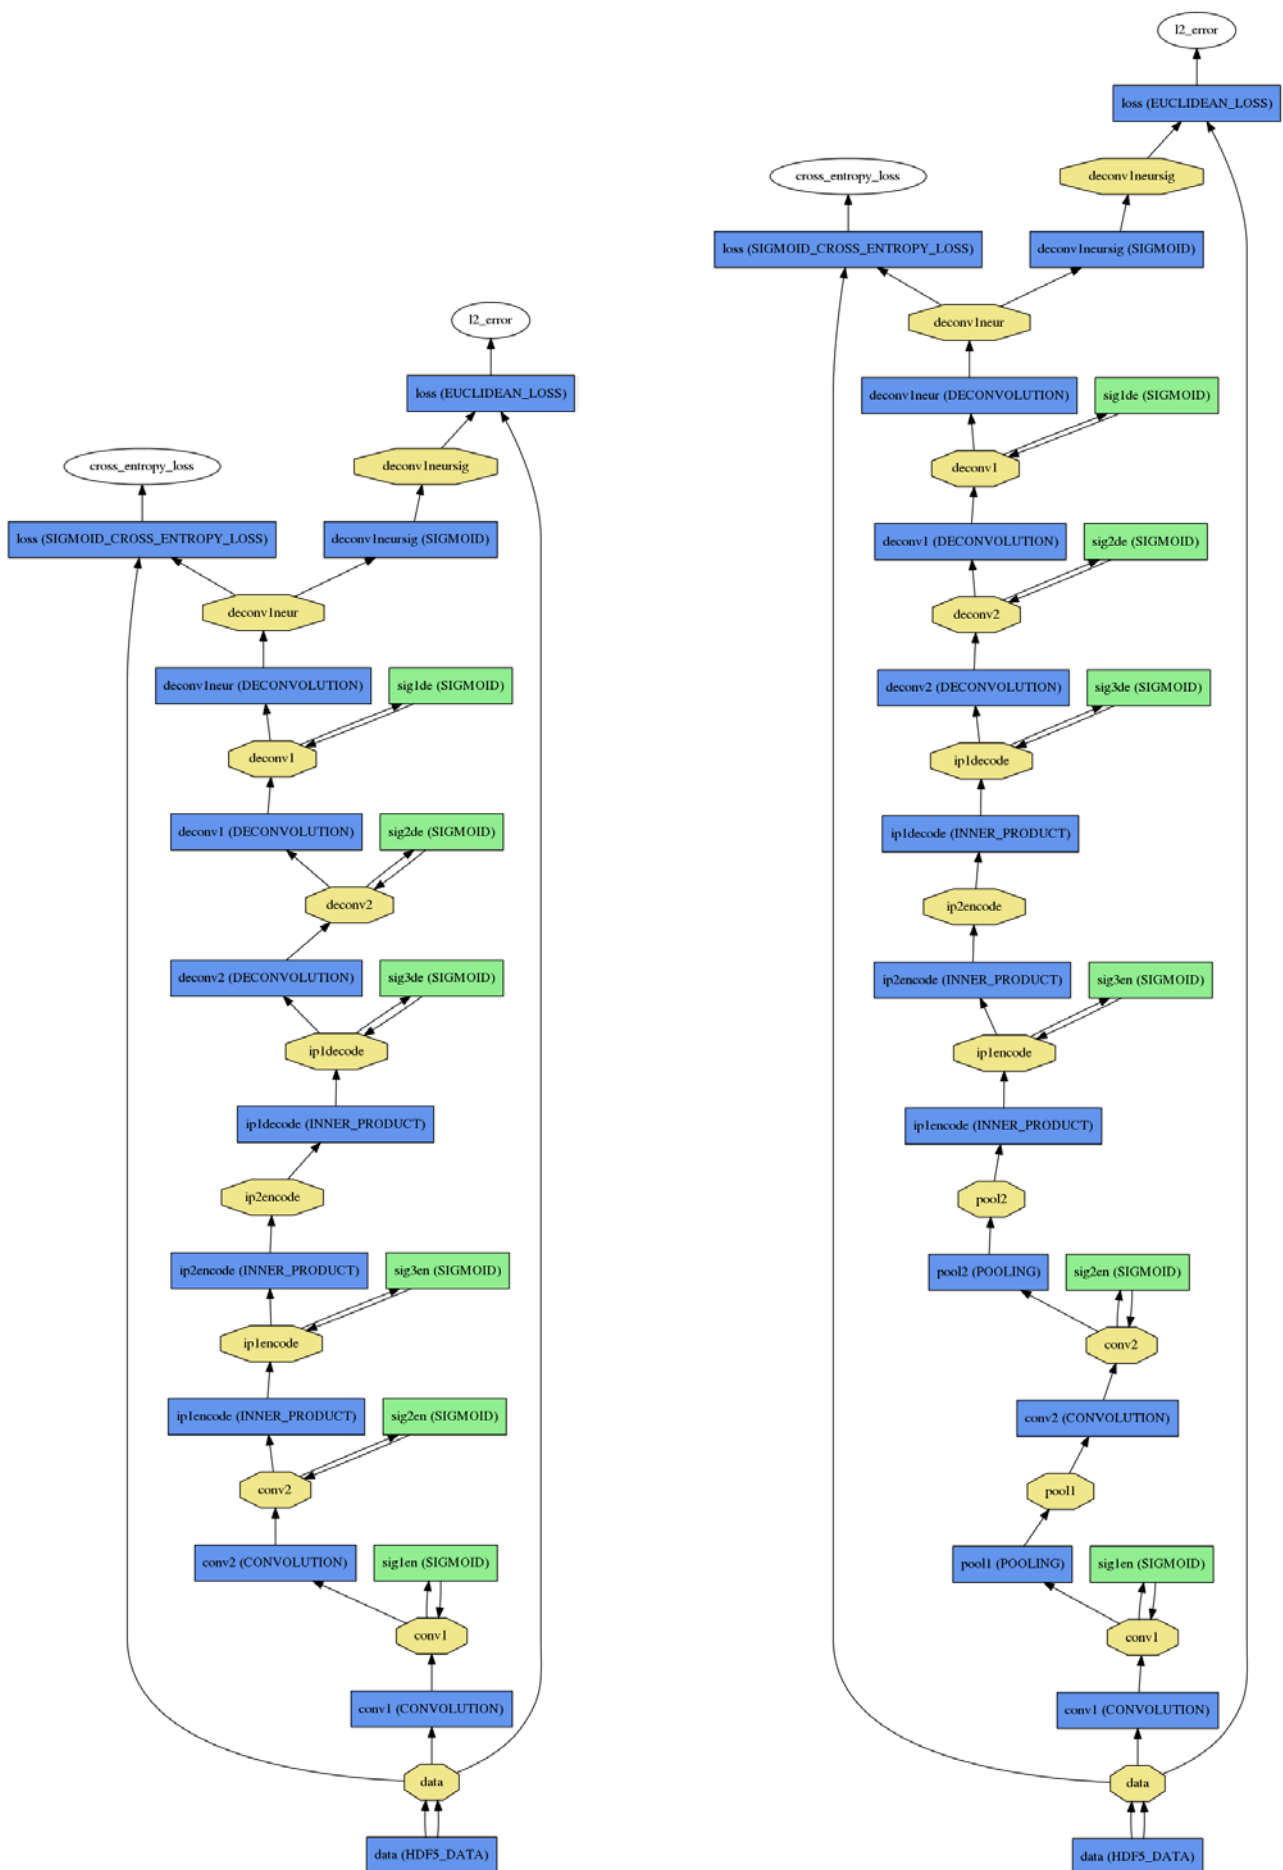 l2_error
loss (EUCLIDEAN_LOSS)
cross_entropy_loss
deconv1neursig
loss (SIGMOID_CROSS_ENTROPY_LOSS)
deconv1neursig (SIGMOID)
deconv1neur
deconv1neur (DECONVOLUTION)
sig1de (SIGMOID)
deconv1
deconv1 (DECONVOLUTION)
sig2de (SIGMOID)
deconv2
deconv2 (DECONVOLUTION)
sig3de (SIGMOID)
ip1decode
ip1decode (INNER_PRODUCT)
ip2encode
ip2encode (INNER_PRODUCT)
sig3en (SIGMOID)
ip1encode
ip1encode (INNER_PRODUCT)
sig2en (SIGMOID)
conv2
conv2 (CONVOLUTION)
sig1en (SIGMOID)
conv1
conv1 (CONVOLUTION)
data
data (HDF5_DATA)
l2_error
loss (EUCLIDEAN_LOSS)
cross_entropy_loss
deconv1neursig
loss (SIGMOID_CROSS_ENTROPY_LOSS)
deconv1neursig (SIGMOID)
deconv1neur
deconv1neur (DECONVOLUTION)
sig1de (SIGMOID)
deconv1
deconv1 (DECONVOLUTION)
sig2de (SIGMOID)
deconv2
deconv2 (DECONVOLUTION)
sig3de (SIGMOID)
ip1decode
ip1decode (INNER_PRODUCT)
ip2encode
ip2encode (INNER_PRODUCT)
sig3en (SIGMOID)
ip1encode
ip1encode (INNER_PRODUCT)
pool2
pool2 (POOLING)
sig2en (SIGMOID)
conv2
conv2 (CONVOLUTION)
pool1
pool1 (POOLING)
sig1en (SIGMOID)
conv1
conv1 (CONVOLUTION)
data
data (HDF5_DATA)